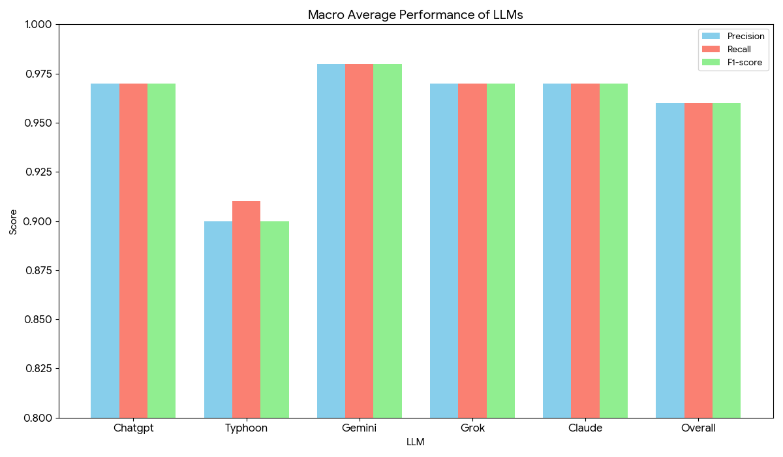 Macro Average Performance of LLMs
Precision
Recall
F1-score
Score
1.000
0.975
0.950
0.925
0.900
0.875
0.850
0.825
0.800
Chatgpt Typhoon Gemini Grok Claude Overall
LLM